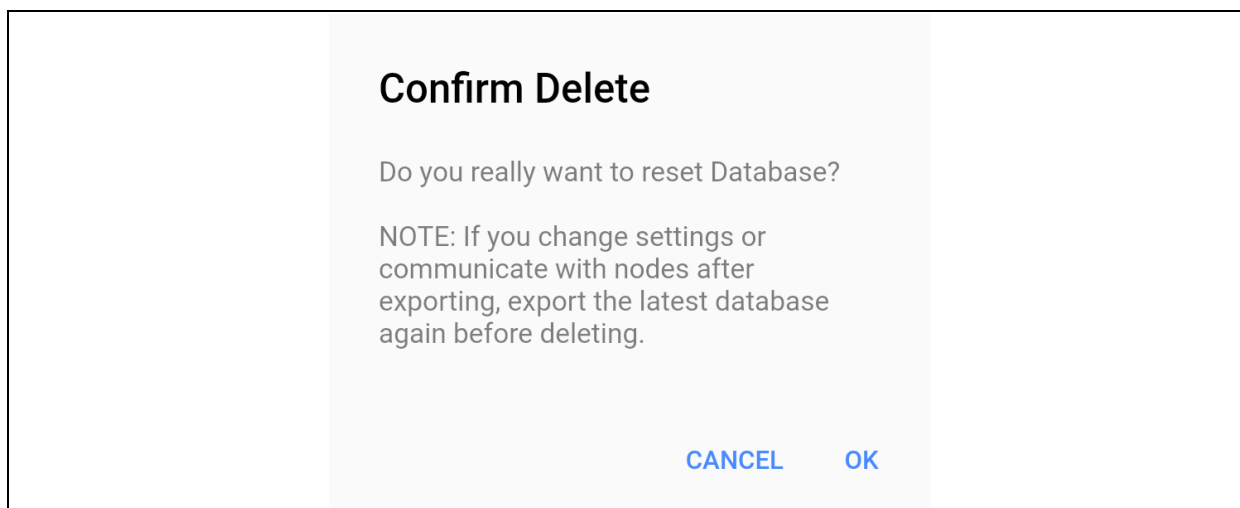 Confirm Delete
Do you really want to reset Database?
NOTE: If you change settings or
communicate with nodes after
exporting, export the latest database
again before deleting.
CANCEL OK